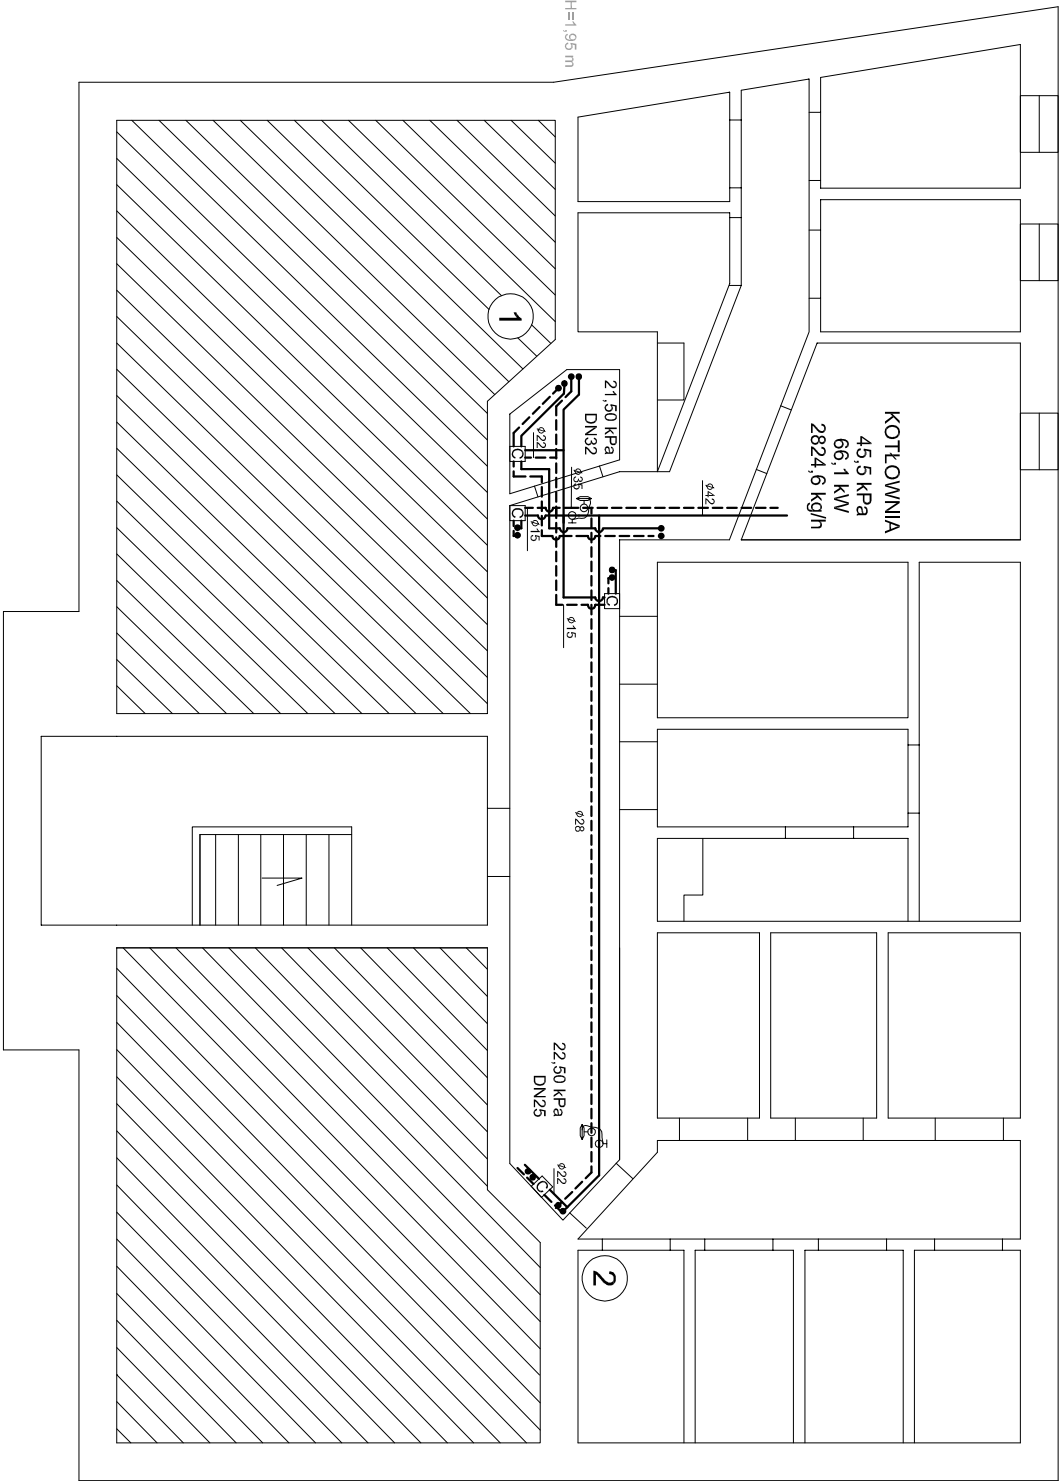 H=1,95 m
KOTŁOWNIA
45,5 kPa
66,1 kW
2824,6 kg/h
1
21,50 kPa
DN32
ø22
C
ø35
ø42
C
ø15
C
ø15
ø28
22,50 kPa
DN25
ø22
C
2